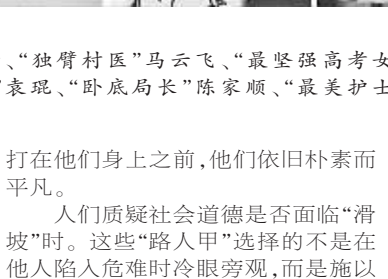 、“独臂村医”马云飞、“最坚强高考女
”袁琨、“卧底局长”陈家顺、“最美护士
打在他们身上之前,他们依旧朴素而
平凡。
人们质疑社会道德是否面临“滑
坡”时。这些“路人甲”选择的不是在
他人陷入危难时冷眼旁观,而是施以